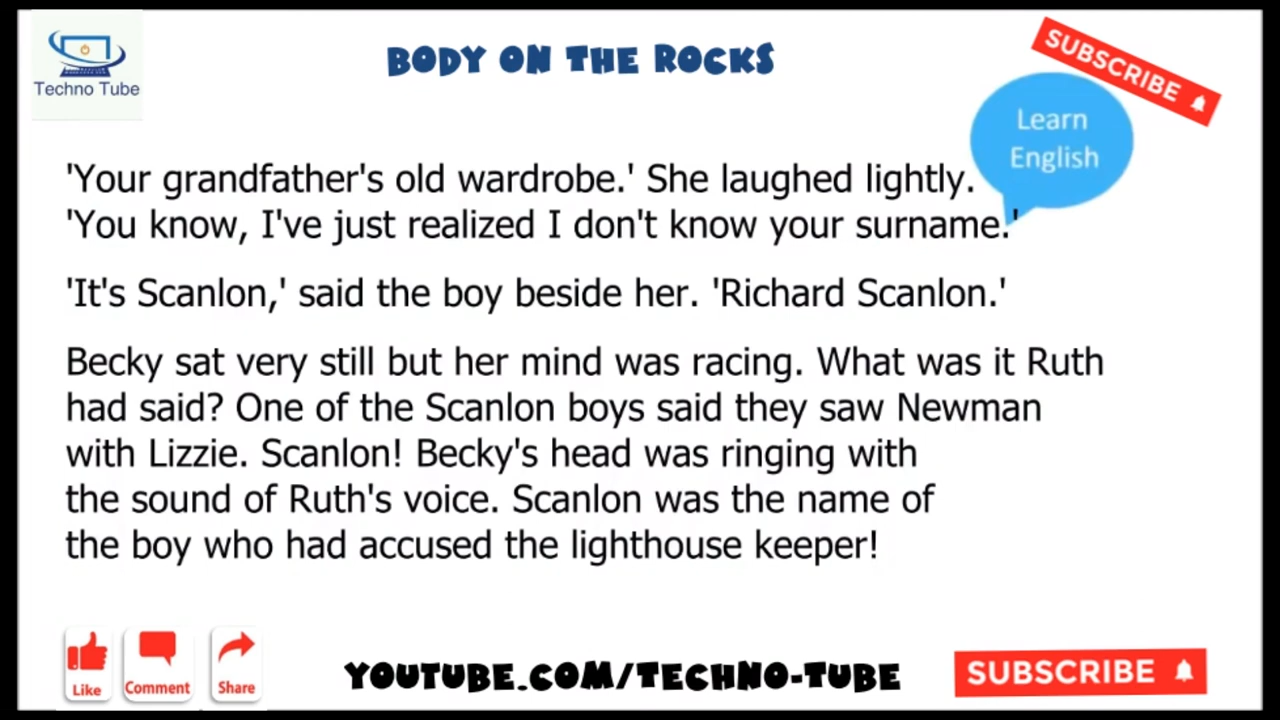 BODY ON THE ROCKS
SUBSCRIBE
Techno Tube
Learn
English
'Your grandfather's old wardrobe.' She laughed lightly.
'You know, I've just realized I don't know your surname.'
'It's Scanlon,' said the boy beside her. 'Richard Scanlon.'
Becky sat very still but her mind was racing. What was it Ruth
had said? One of the Scanlon boys said they saw Newman
with Lizzie. Scanlon! Becky's head was ringing with
the sound of Ruth's voice. Scanlon was the name of
the boy who had accused the lighthouse keeper!
Like
Comment
Share
YOUTUBE.COM/TECHNO-TUBE
SUBSCRIBE